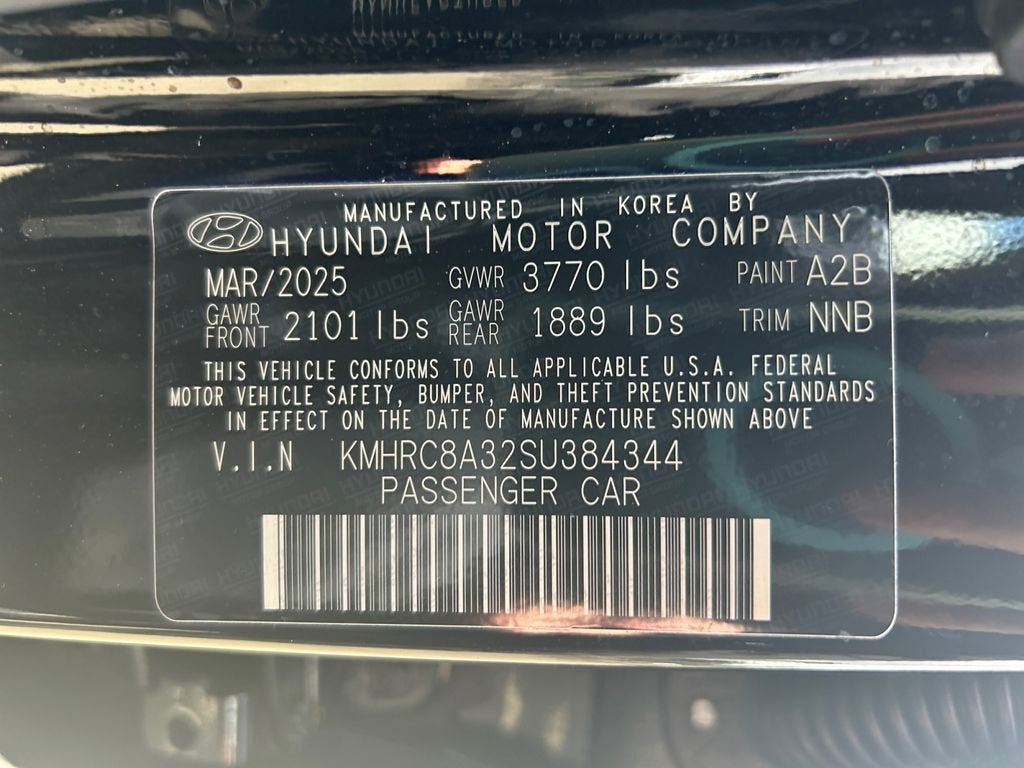 MANUFACTURED IN KOREA BY
HYUNDAI MOTOR COMPANY
MAR/2025 GVWR 3770 lbs PAINT A2B
GAWR FRONT 2101 lbs GAWR REAR 1889 lbs TRIM NNB
THIS VEHICLE CONFORMS TO ALL APPLICABLE U.S.A. FEDERAL
MOTOR VEHICLE SAFETY, BUMPER, AND THEFT PREVENTION STANDARDS
IN EFFECT ON THE DATE OF MANUFACTURE SHOWN ABOVE
V.I.N KMHRC8A32SU384344
PASSENGER CAR